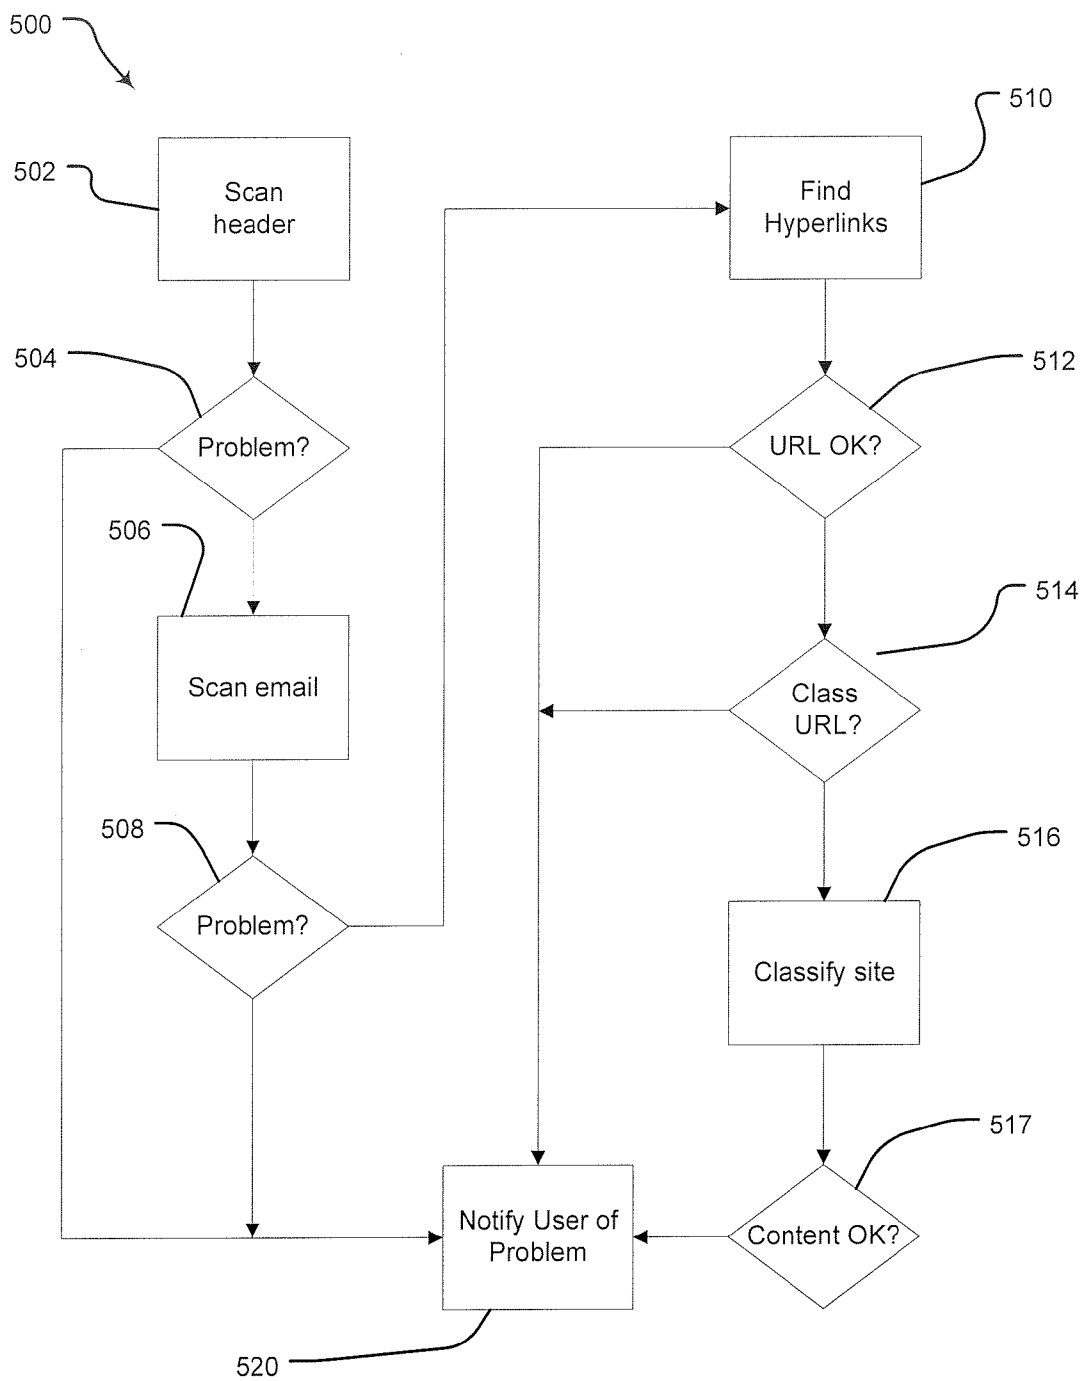 500
502
Scan
header
504
Problem?
506
Scan email
508
Problem?
510
Find
Hyperlinks
512
URL OK?
514
Class
URL?
516
Classify site
517
Content OK?
Notify User of
Problem
520